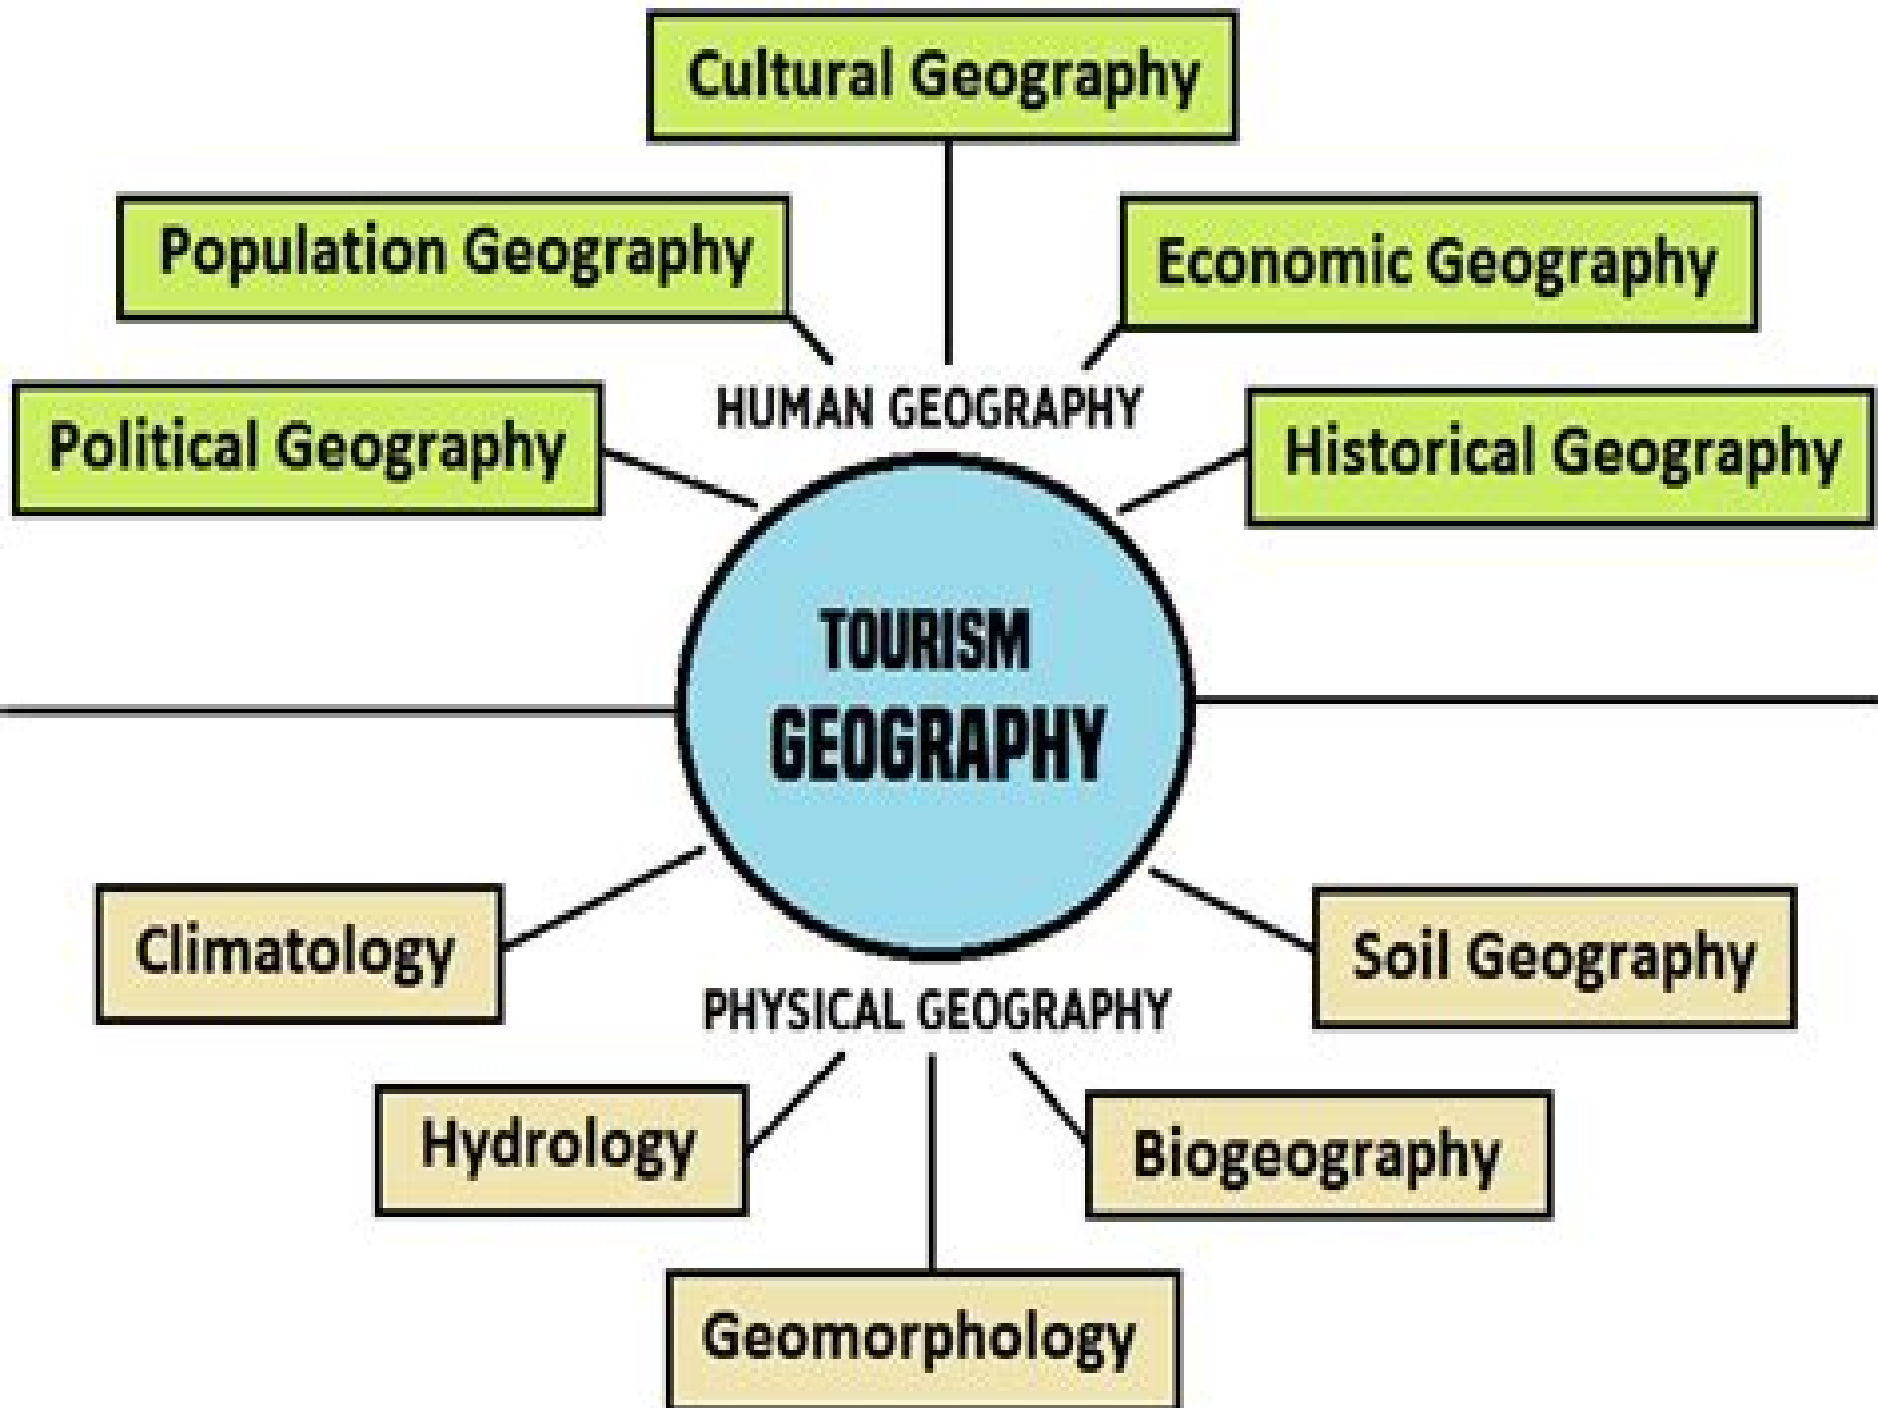 Cultural Geography
Population Geography
Economic Geography
HUMAN GEOGRAPHY
Political Geography
Historical Geography
TOURISM
GEOGRAPHY
Climatology
Soil Geography
PHYSICAL GEOGRAPHY
Hydrology
Biogeography
Geomorphology